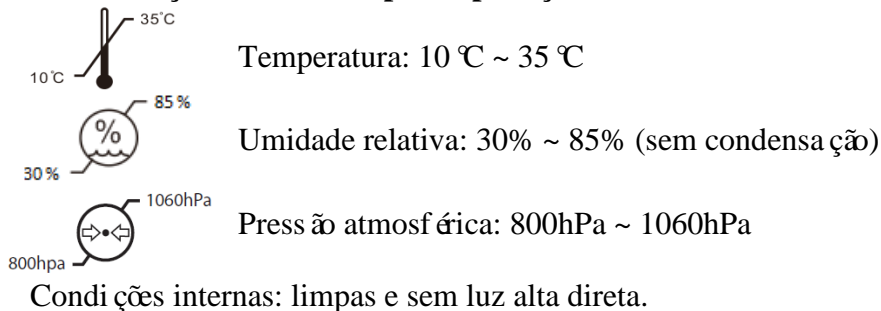 35℃
10℃
Temperatura: 10 ℃ ~ 35 ℃
85%
%
30%
Umidade relativa: 30% ~ 85% (sem condensação)
1060hPa
800hpa
Pressão atmosférica: 800hPa ~ 1060hPa
Condições internas: limpas e sem luz alta direta.